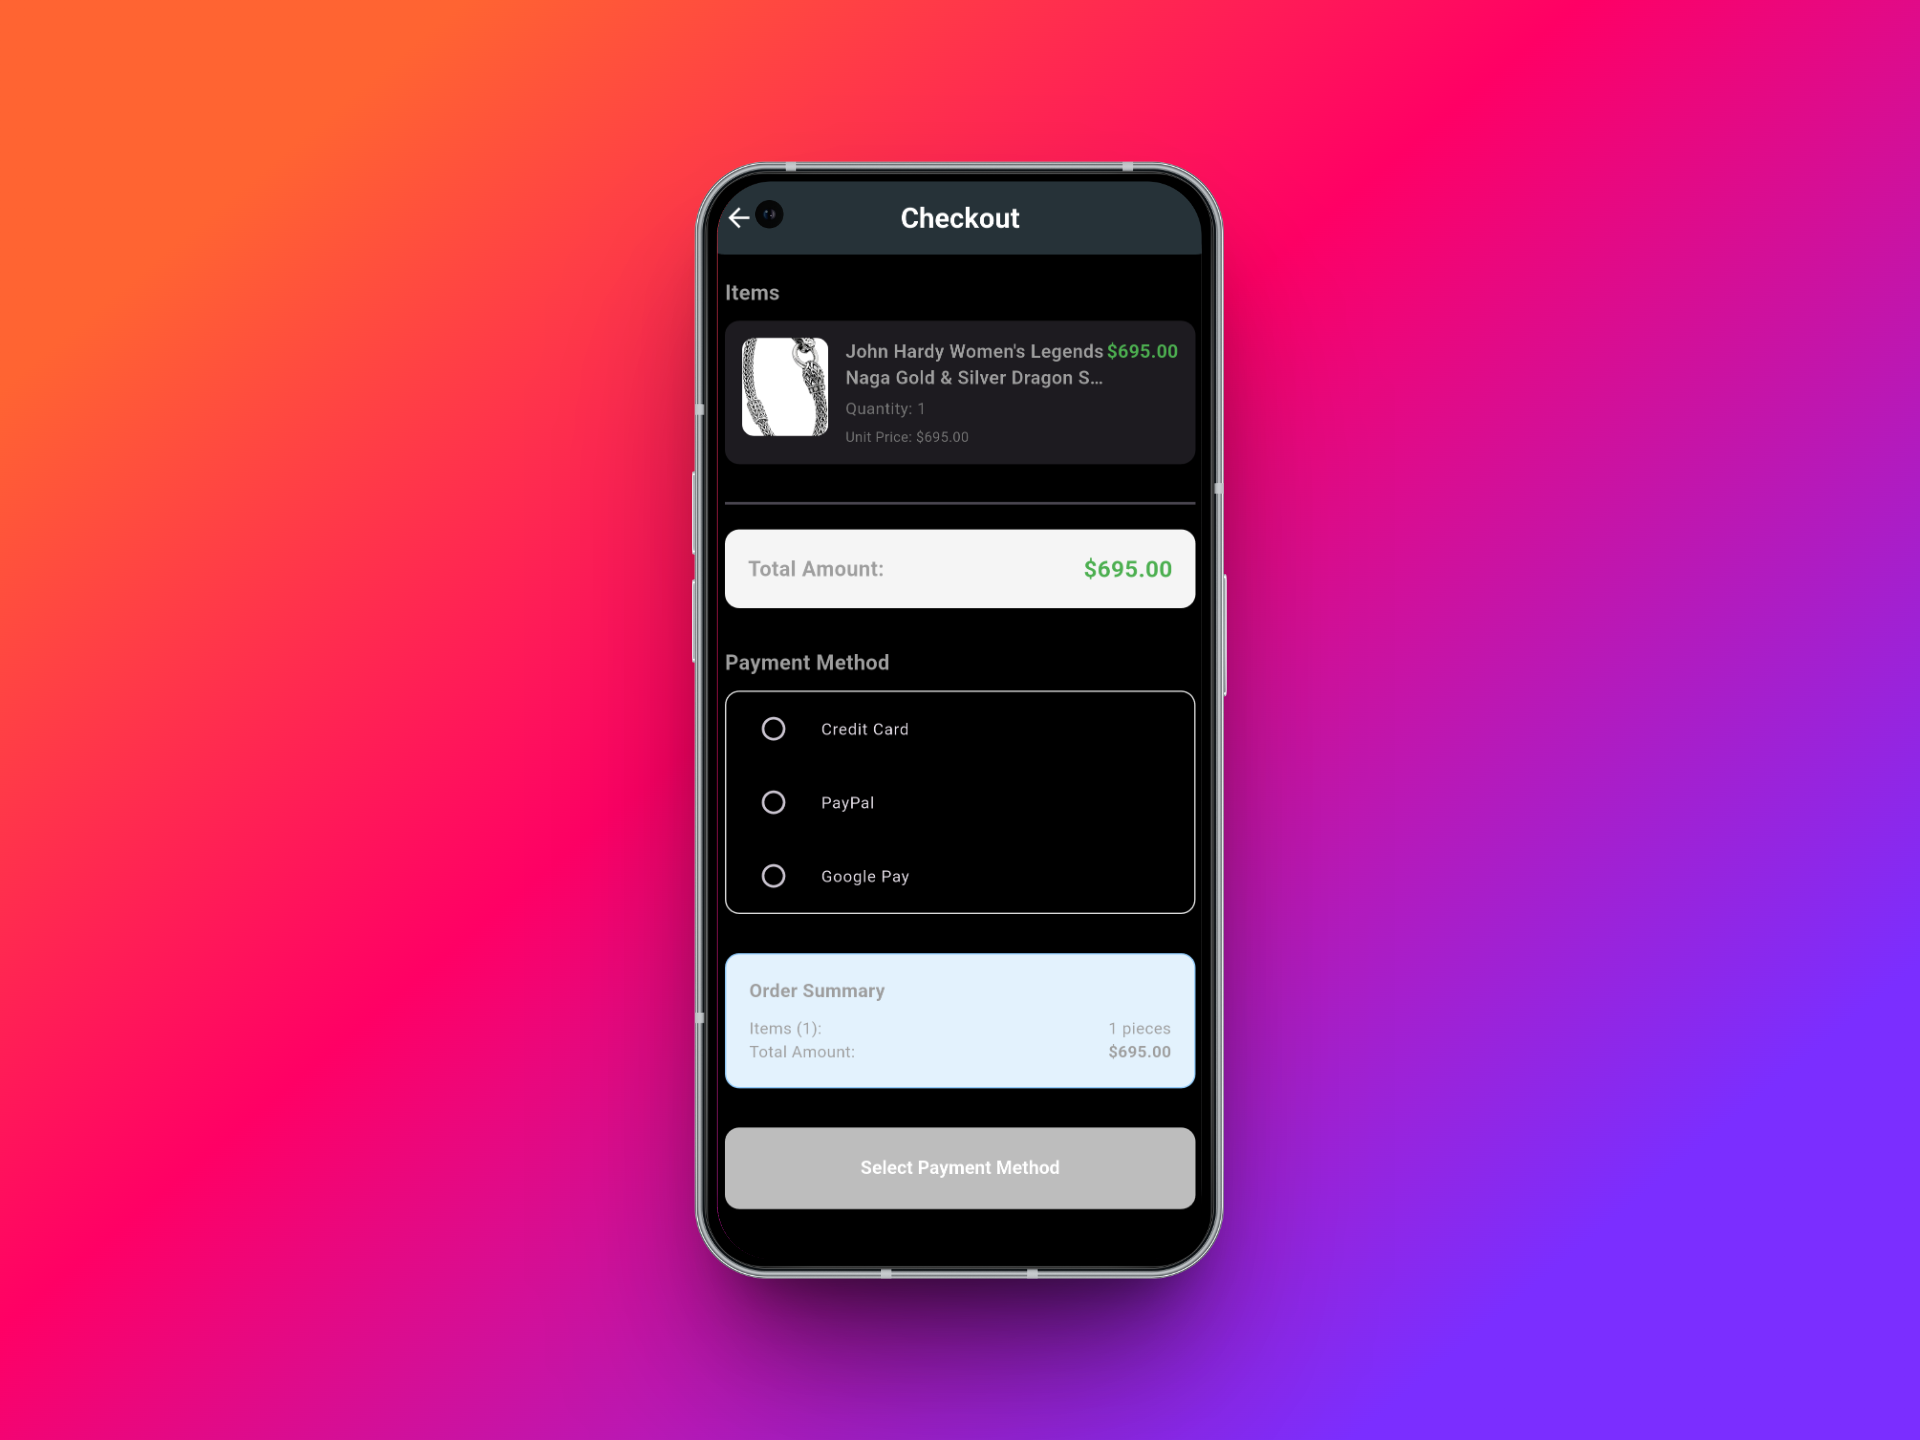 Checkout
Items
John Hardy Women's Legends $695.00
Naga Gold & Silver Dragon S...
Quantity: 1
Unit Price: $695.00
Total Amount: $695.00
Payment Method
Credit Card
PayPal
Google Pay
Order Summary
Items (1): 1 pieces
Total Amount: $695.00
Select Payment Method